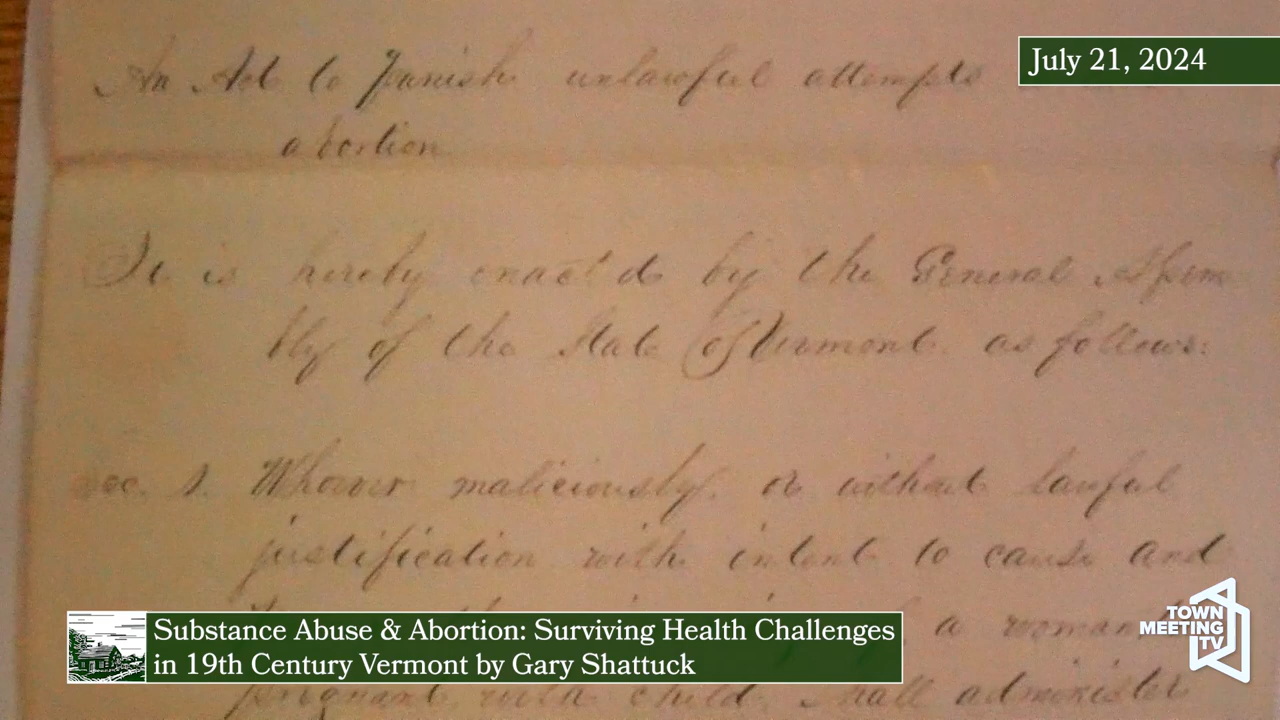 An Act to Punish unlawful attempts
abortion
July 21, 2024
It is hereby enacted by the General Assem
bly of the State of Vermont. as follows:
Sec. 1. Whoever maliciously, or without lawful
justification with intent to cause and
a woman
pregnant with child shall administer
Substance Abuse & Abortion: Surviving Health Challenges
in 19th Century Vermont by Gary Shattuck
TOWN
MEETING
TV